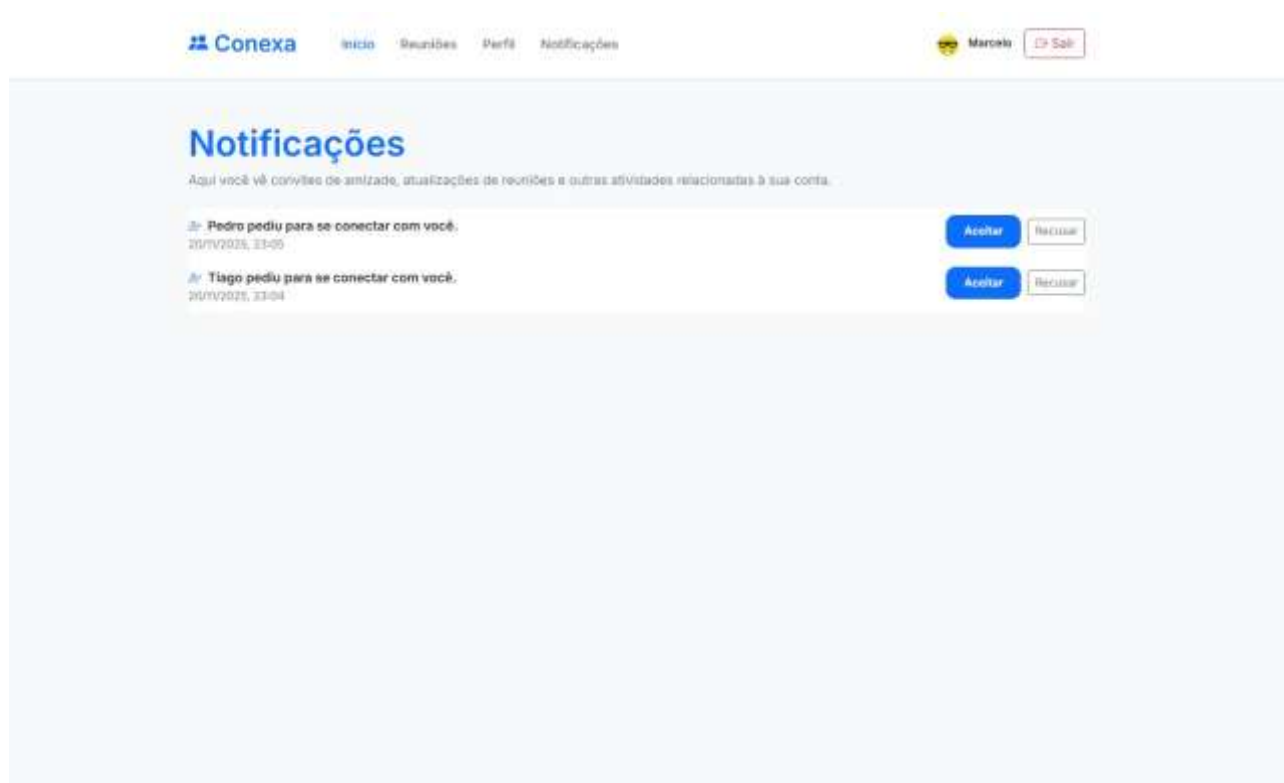 Conexa Início Reuniões Perfil Notificações Marcelo Sair
Notificações
Aqui você vê convites de amizade, atualizações de reuniões e outras atividades relacionadas à sua conta.
Pedro pediu para se conectar com você. Aceitar Recusar
20/11/2025, 23:05
Tiago pediu para se conectar com você. Aceitar Recusar
20/11/2025, 23:04